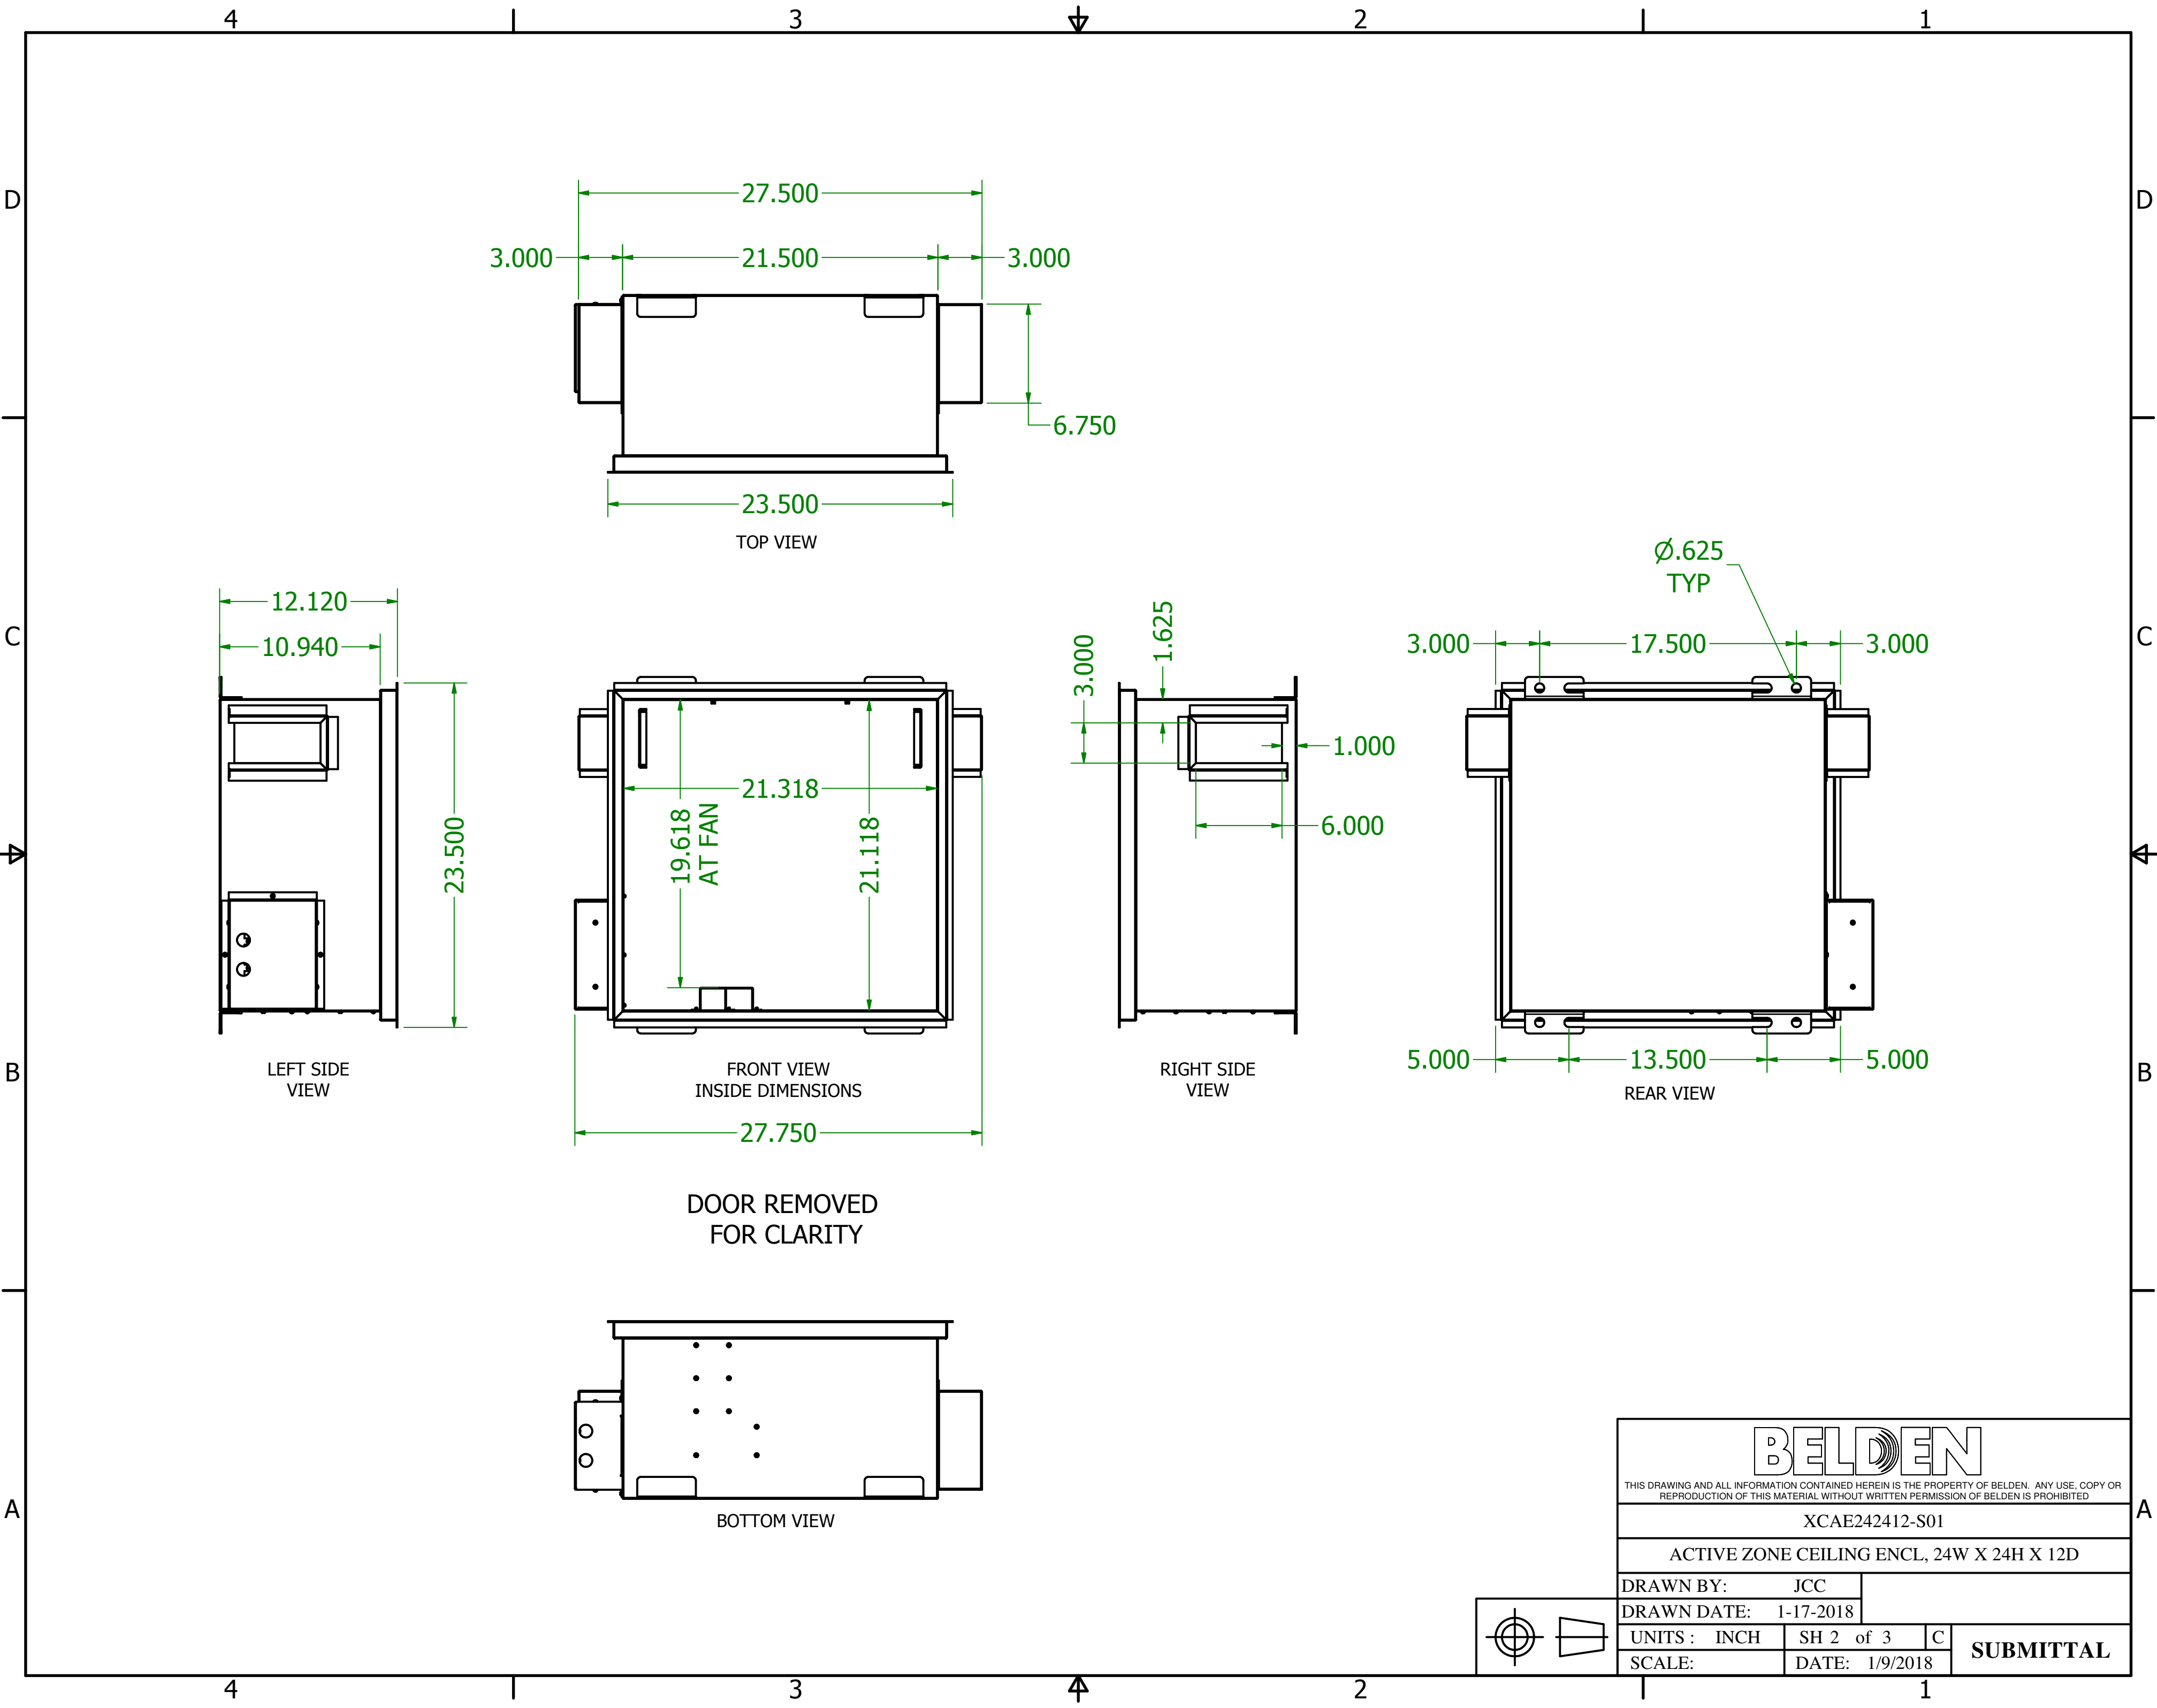 4 3 2 1
D D
27.500
3.000 21.500 3.000
6.750
23.500
TOP VIEW
Ø.625
TYP
12.120
10.940
23.500
LEFT SIDE
VIEW
C C
21.318
19.618
AT FAN
21.118
FRONT VIEW
INSIDE DIMENSIONS
27.750
3.000
1.625
1.000
6.000
RIGHT SIDE
VIEW
3.000 17.500 3.000
5.000 13.500 5.000
REAR VIEW
B B
DOOR REMOVED
FOR CLARITY
BOTTOM VIEW
A A
BELDEN
THIS DRAWING AND ALL INFORMATION CONTAINED HEREIN IS THE PROPERTY OF BELDEN. ANY USE, COPY OR
REPRODUCTION OF THIS MATERIAL WITHOUT WRITTEN PERMISSION OF BELDEN IS PROHIBITED
XCAE242412-S01
ACTIVE ZONE CEILING ENCL, 24W X 24H X 12D
DRAWN BY: JCC
DRAWN DATE: 1-17-2018
UNITS : INCH SH 2 of 3 C
SCALE: DATE: 1/9/2018
SUBMITTAL
4 3 2 1